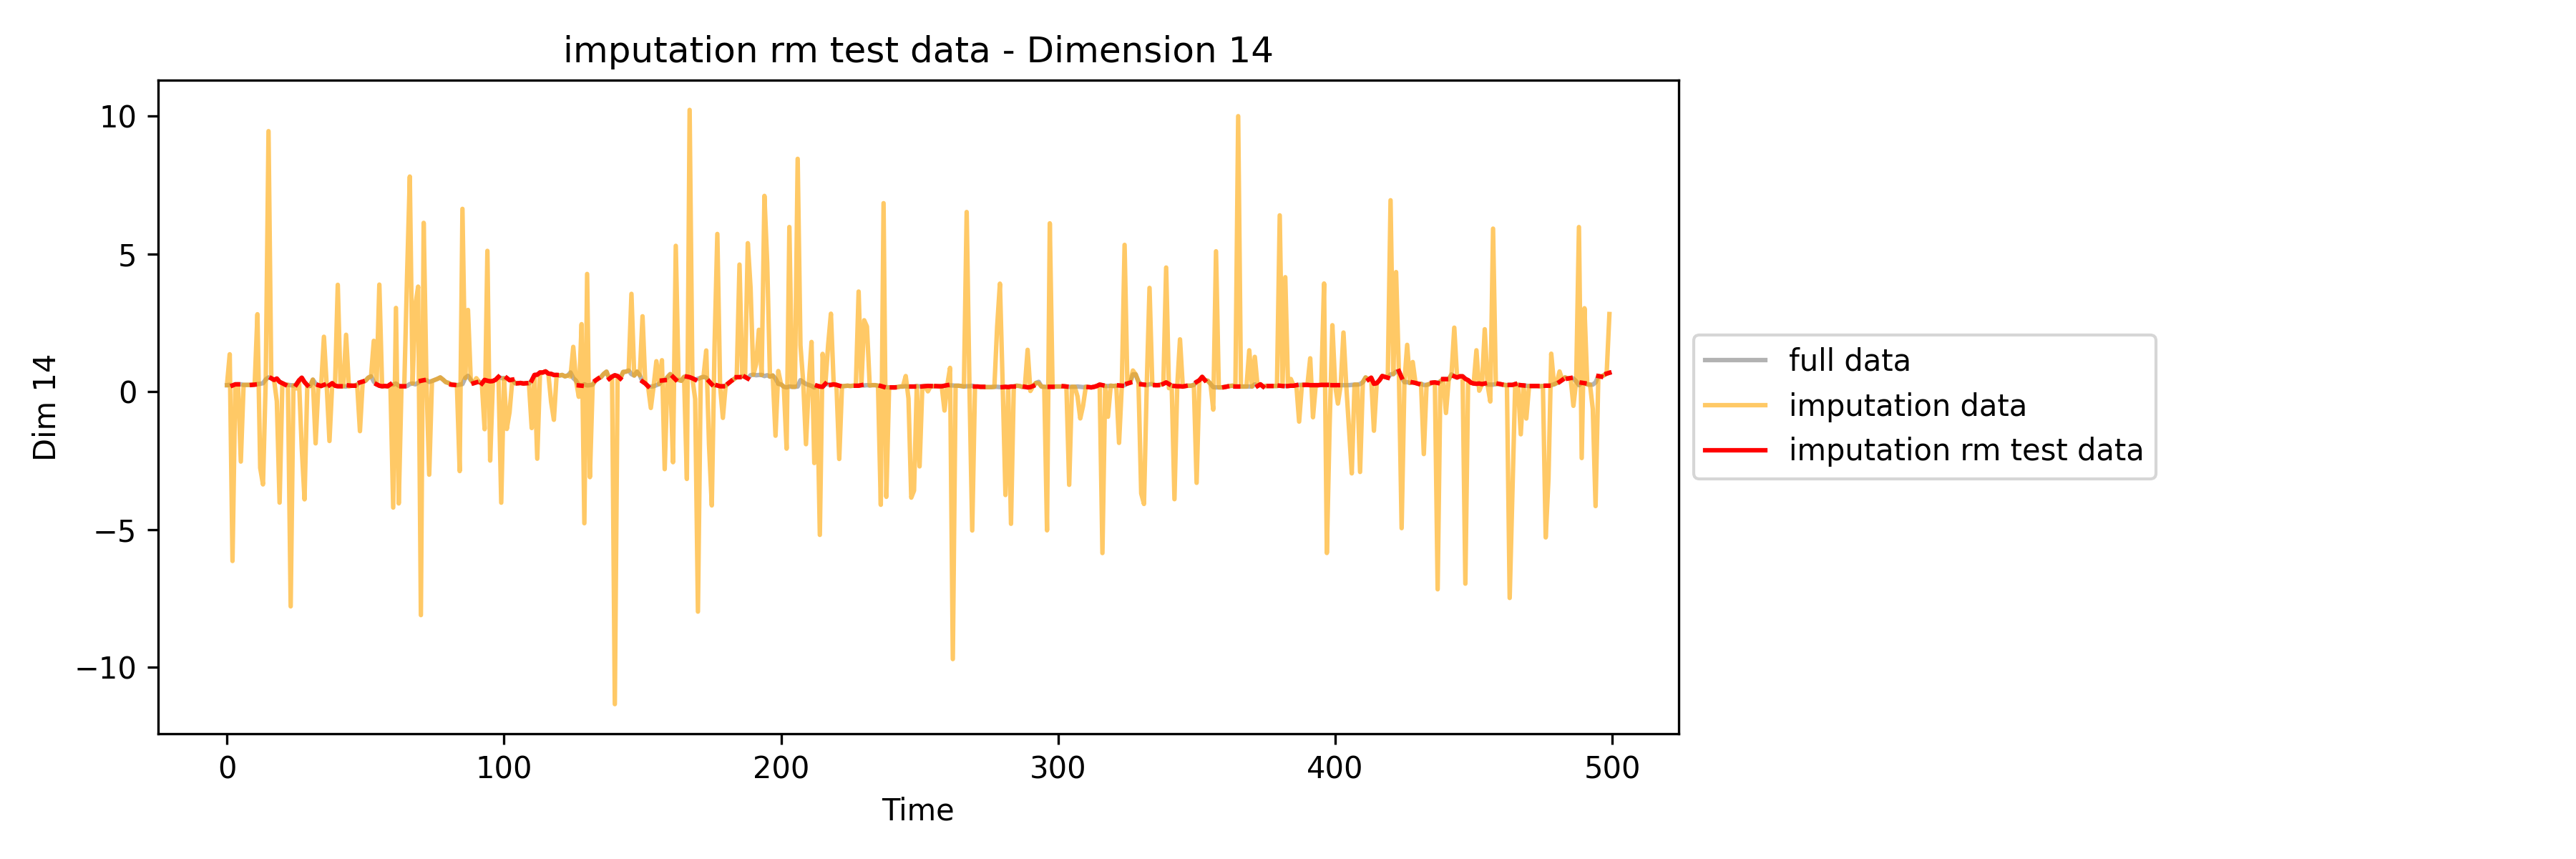 imputation rm test data - Dimension 14
10
5
0
−5
−10
Dim 14
0
100
200
300
400
500
Time
full data
imputation data
imputation rm test data